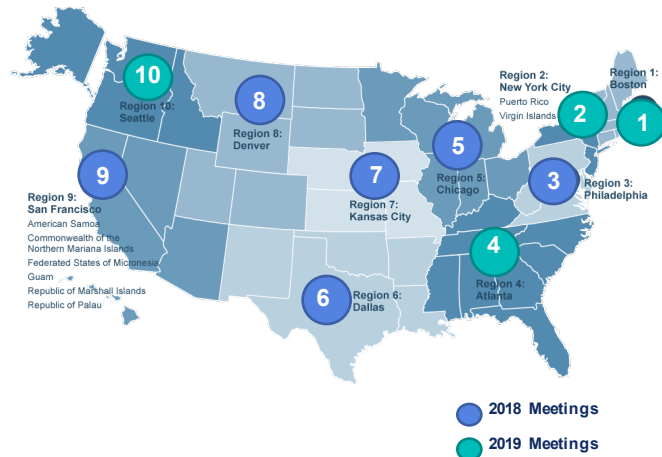 10
Region 10:
Seattle
8
Region 8:
Denver
Region 2:
New York City
Puerto Rico
Virgin Islands
2
Region 1:
Boston
1
5
Region 5:
Chicago
3
Region 3:
Philadelphia
9
Region 9:
San Francisco
American Samoa
Commonwealth of the
Northern Mariana Islands
Federated States of Micronesia
Guam
Republic of Marshall Islands
Republic of Palau
7
Region 7:
Kansas City
4
Region 4:
Atlanta
6
Region 6:
Dallas
2018 Meetings
2019 Meetings